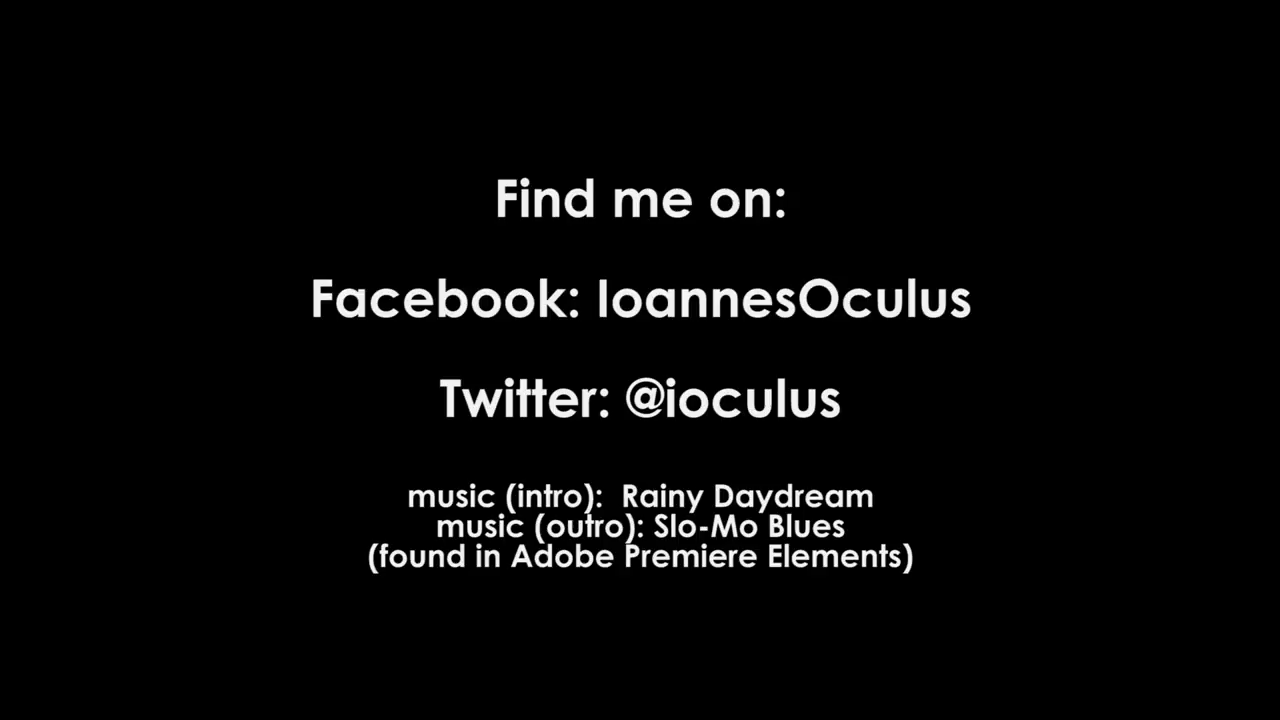 Find me on:
Facebook: IoannesOculus
Twitter: @ioculus
music (intro):  Rainy Daydream
music (outro): Slo-Mo Blues
(found in Adobe Premiere Elements)